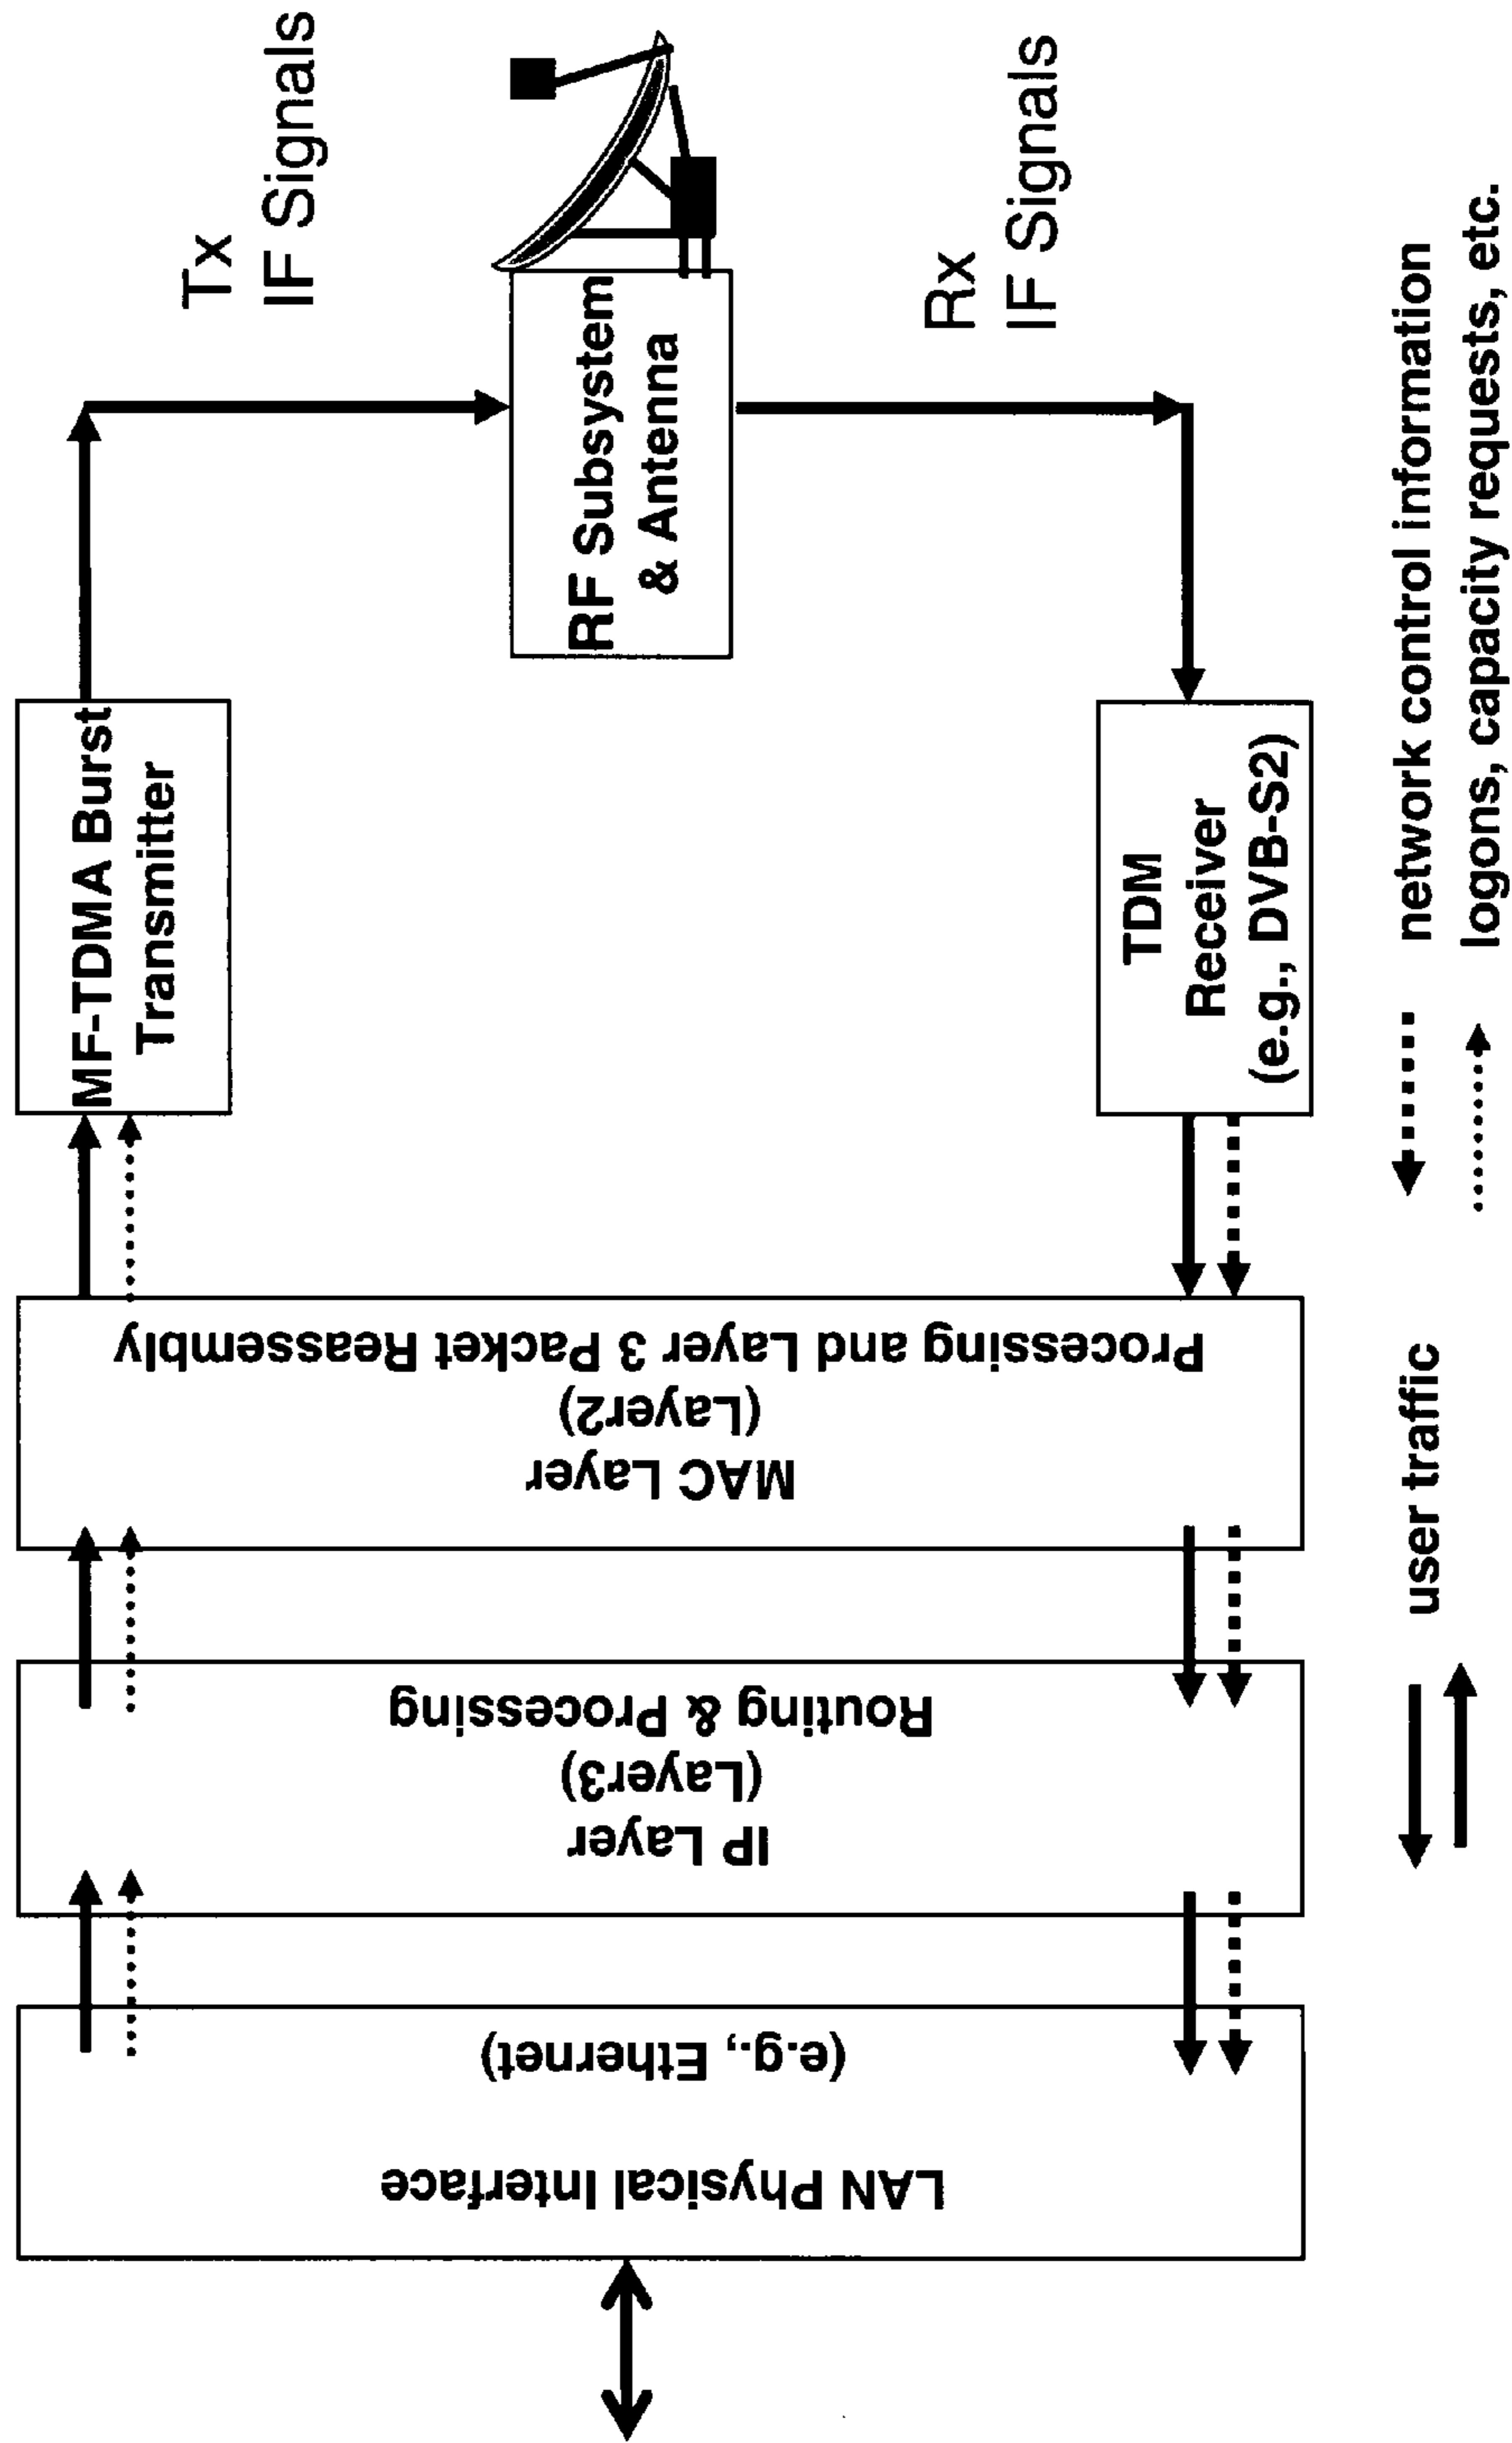 LAN Physical Interface
(e.g., Ethernet)
IP Layer
(Layer3)
Routing & Processing
MAC Layer
(Layer2)
Processing and Layer 3 Packet Reassembly
MF-TDMA Burst
Transmitter
Tx
IF Signals
RF Subsystem
& Antenna
Rx
IF Signals
TDM
Receiver
(e.g., DVB-S2)
user traffic
network control information
logons, capacity requests, etc.